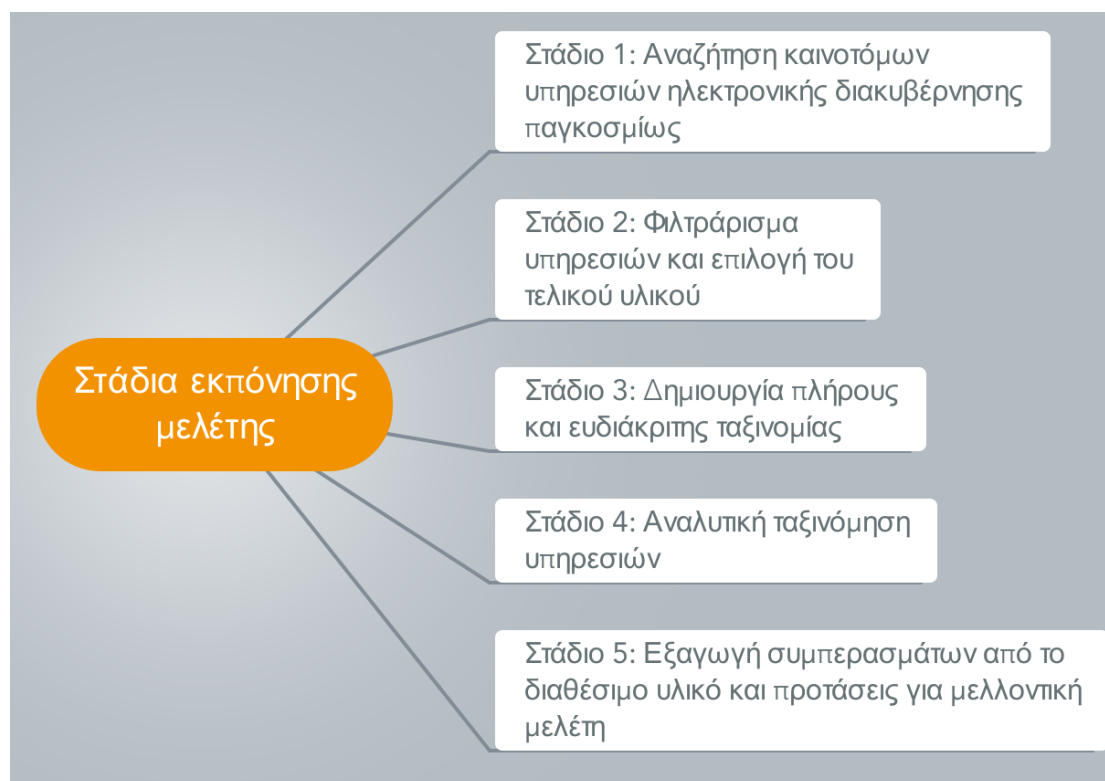 Στάδιο 1: Αναζήτηση καινοτόμων
υπηρεσιών ηλεκτρονικής διακυβέρνησης
παγκοσμίως
Στάδιο 2: Φιλτράρισμα
υπηρεσιών και επιλογή του
τελικού υλικού
Στάδια εκπόνησης
μελέτης
Στάδιο 3: Δημιουργία πλήρους
και ευδιάκριτης ταξινομίας
Στάδιο 4: Αναλυτική ταξινόμηση
υπηρεσιών
Στάδιο 5: Εξαγωγή συμπερασμάτων από το
διαθέσιμο υλικό και προτάσεις για μελλοντική
μελέτη